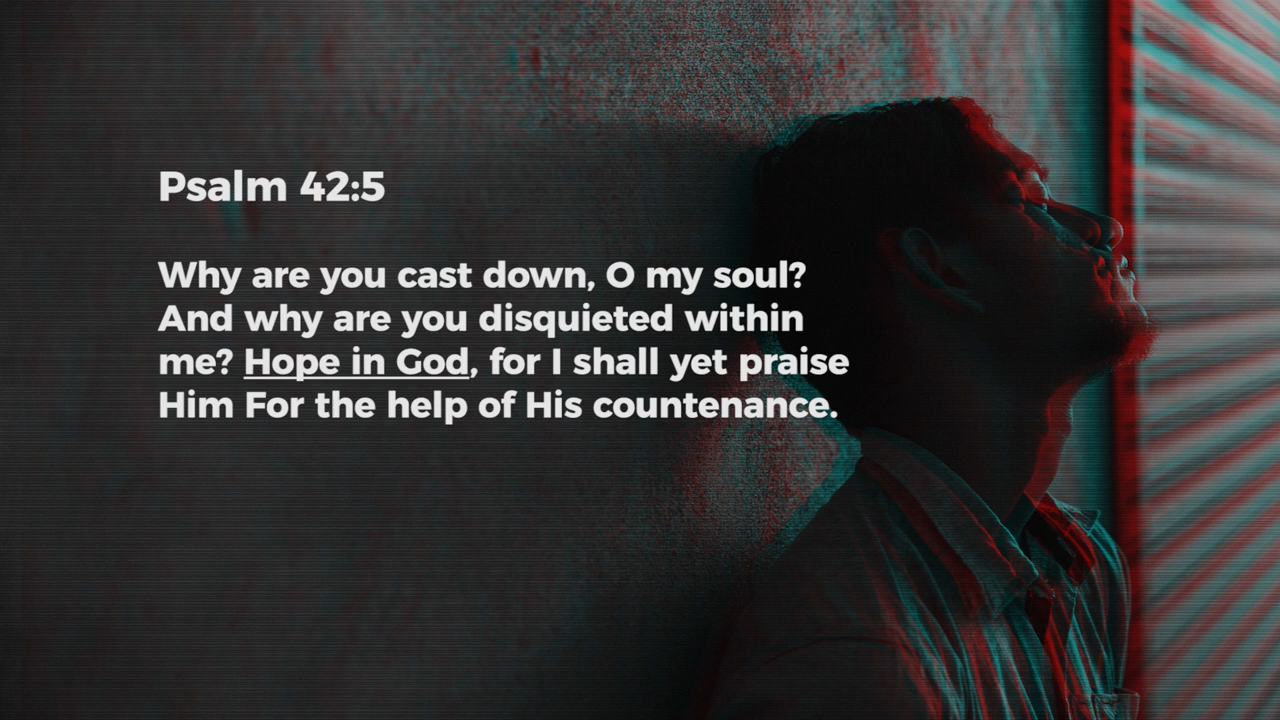 Psalm 42:5
Why are you cast down, O my soul?
And why are you disquieted within
me? Hope in God, for I shall yet praise
Him For the help of His countenance.